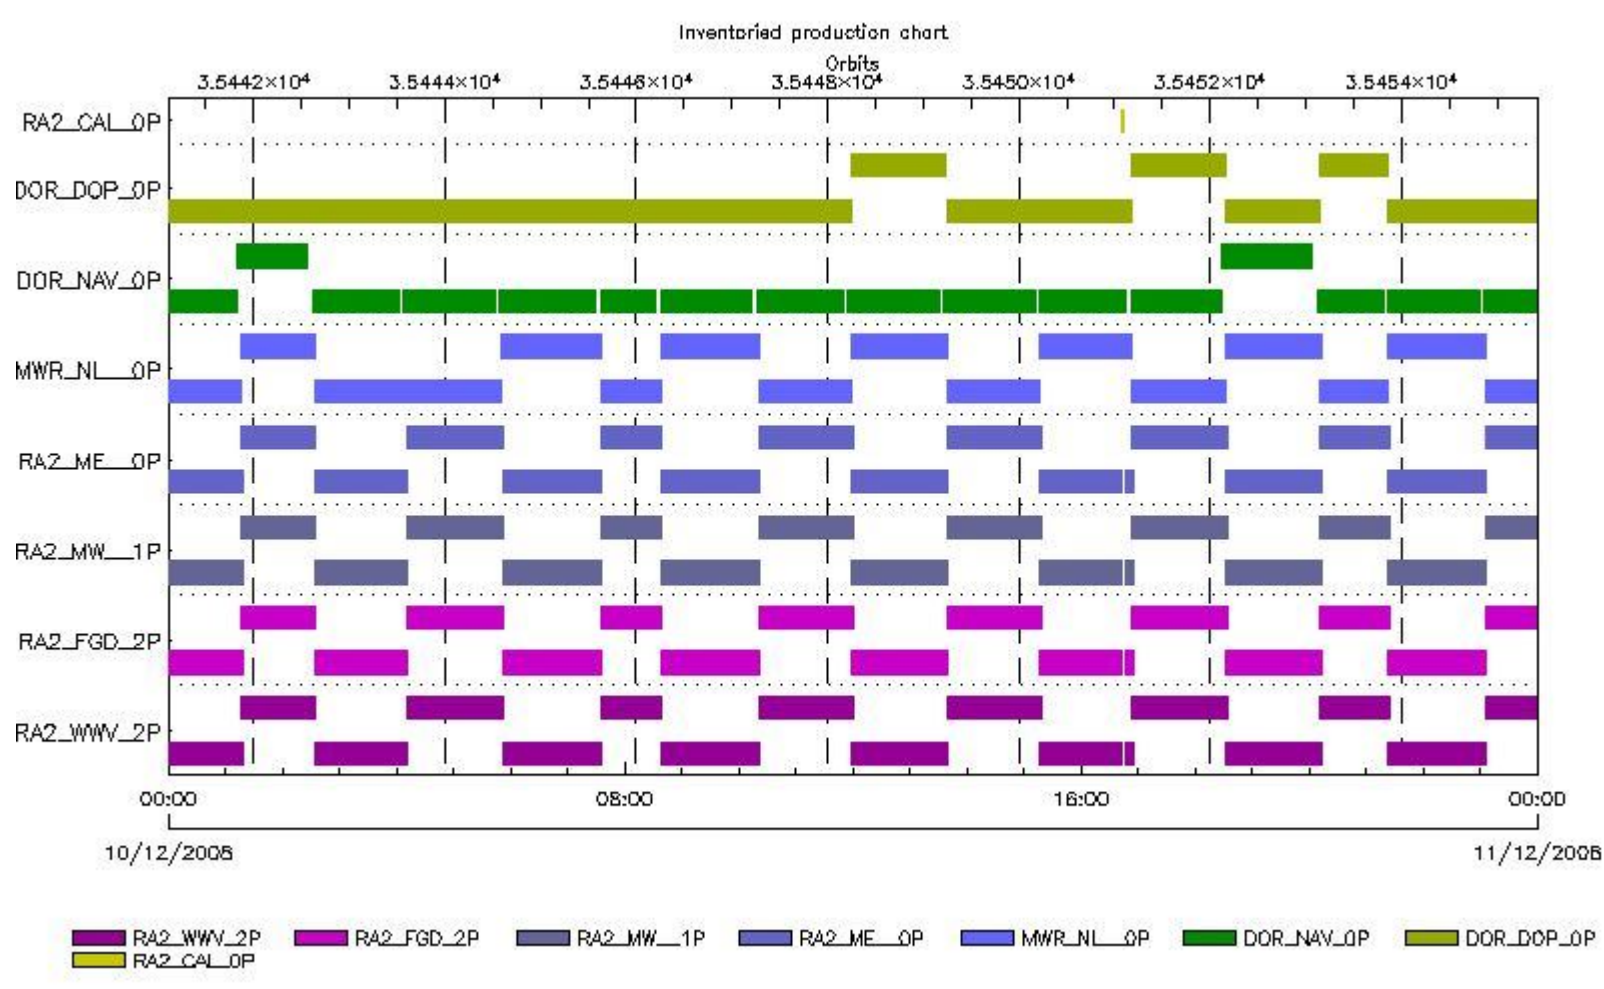 Inventoried production chart
Orbits
3.5442×10⁴ 3.5444×10⁴ 3.5446×10⁴ 3.5448×10⁴ 3.5450×10⁴ 3.5452×10⁴ 3.5454×10⁴
RA2_CAL_0P
DOR_DOP_0P
DOR_NAV_0P
MWR_NL__0P
RA2_ME__0P
RA2_MW__1P
RA2_FGD_2P
RA2_WWV_2P
00:00 08:00 16:00 00:00
10/12/2008 11/12/2008
RA2_WWV_2P RA2_FGD_2P RA2_MW__1P RA2_ME__0P MWR_NL__0P DOR_NAV_0P DOR_DOP_0P
RA2_CAL_0P